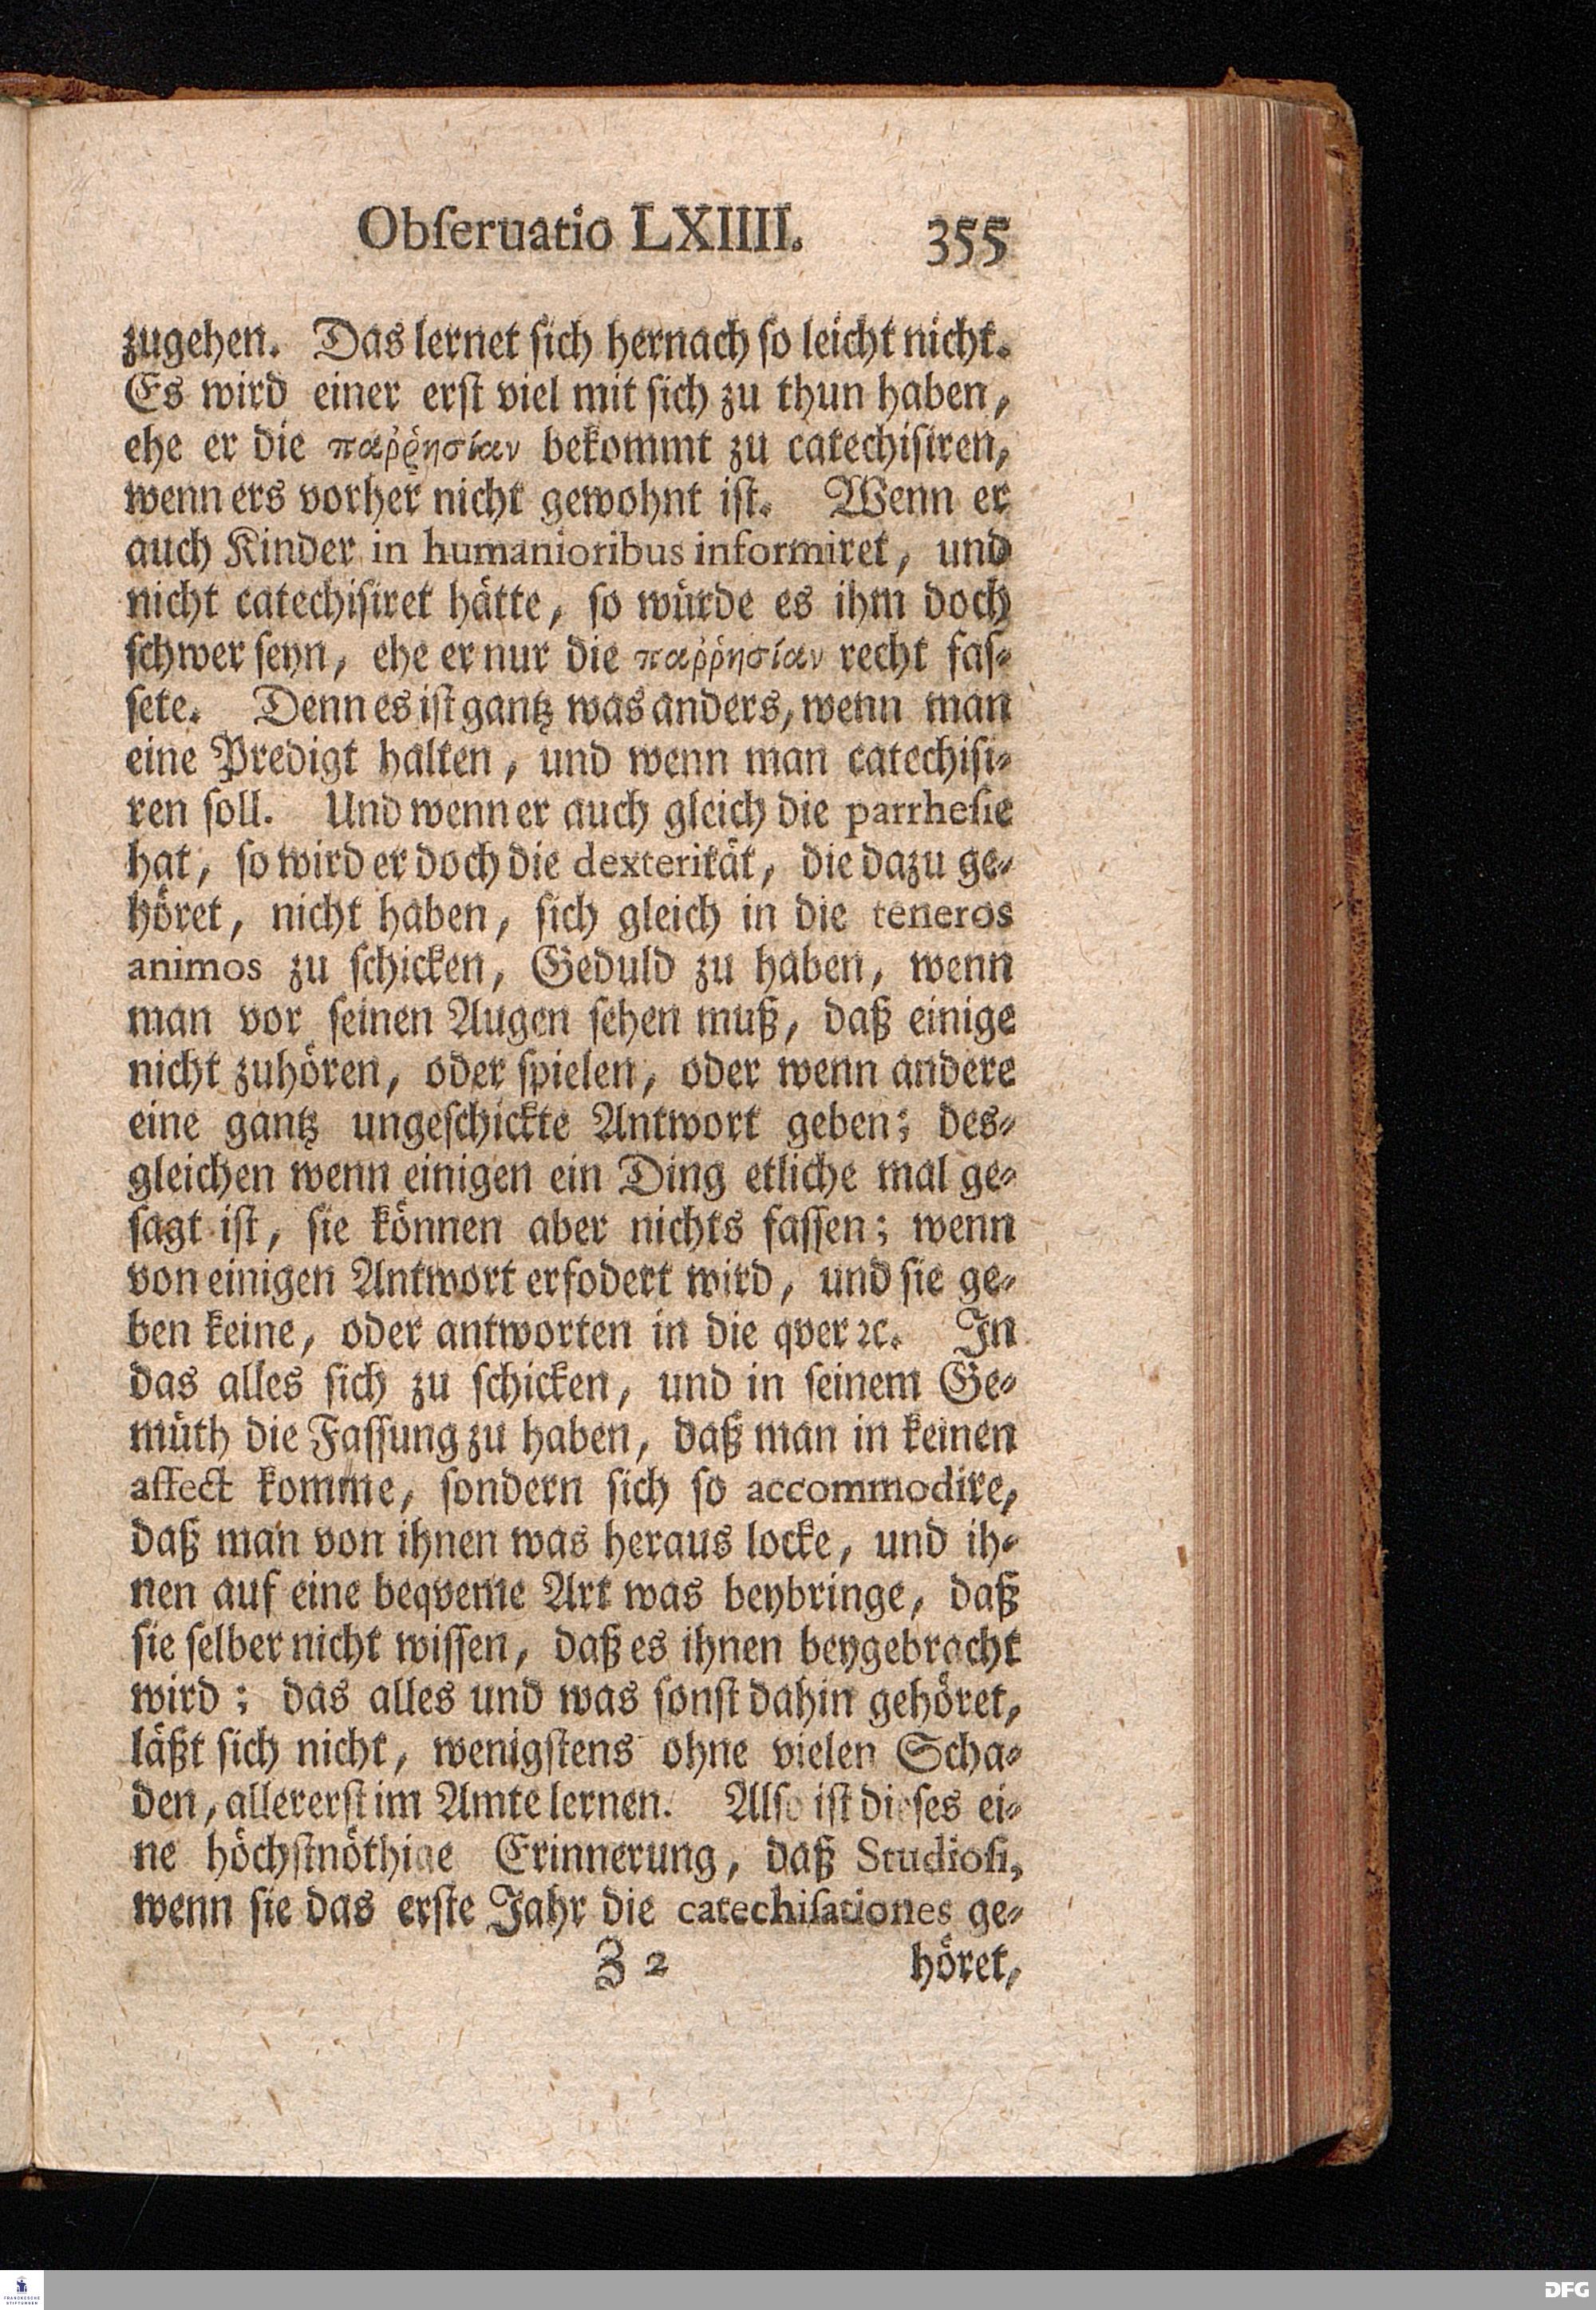 Obſeruatio LXIIII. 355
zugehen. Das lernet ſich hernach ſo leicht nicht.
Es wird einer erſt viel mit ſich zu thun haben,
ehe er die παῤῥησίαν bekommt zu catechiſiren,
wenn ers vorher nicht gewohnt iſt. Wenn er
auch Kinder in humanioribus informiret, und
nicht catechiſiret hätte, ſo würde es ihm doch
ſchwer ſeyn, ehe er nur die παῤῥησίαν recht faſ-
ſete. Denn es iſt gantz was anders, wenn man
eine Predigt halten, und wenn man catechiſi-
ren ſoll. Und wenn er auch gleich die parrheſie
hat, ſo wird er doch die dexterität, die dazu ge-
höret, nicht haben, ſich gleich in die teneros
animos zu ſchicken, Geduld zu haben, wenn
man vor ſeinen Augen ſehen muß, daß einige
nicht zuhören, oder ſpielen, oder wenn andere
eine gantz ungeſchickte Antwort geben; des-
gleichen wenn einigen ein Ding etliche mal ge-
ſagt iſt, ſie können aber nichts faſſen; wenn
von einigen Antwort erfodert wird, und ſie ge-
ben keine, oder antworten in die qver ꝛc. In
das alles ſich zu ſchicken, und in ſeinem Ge-
müth die Faſſung zu haben, daß man in keinen
affect komme, ſondern ſich ſo accommodire,
daß man von ihnen was heraus locke, und ih-
nen auf eine beqveme Art was beybringe, daß
ſie ſelber nicht wiſſen, daß es ihnen beygebracht
wird; das alles und was ſonſt dahin gehöret,
läßt ſich nicht, wenigſtens ohne vielen Scha-
den, allererſt im Amte lernen. Alſo iſt dieſes ei-
ne höchſtnöthige Erinnerung, daß Studioſi,
wenn ſie das erſte Jahr die catechiſationes ge-
Z 2 höret,
FRANCKESCHE
STIFTUNGEN
DFG